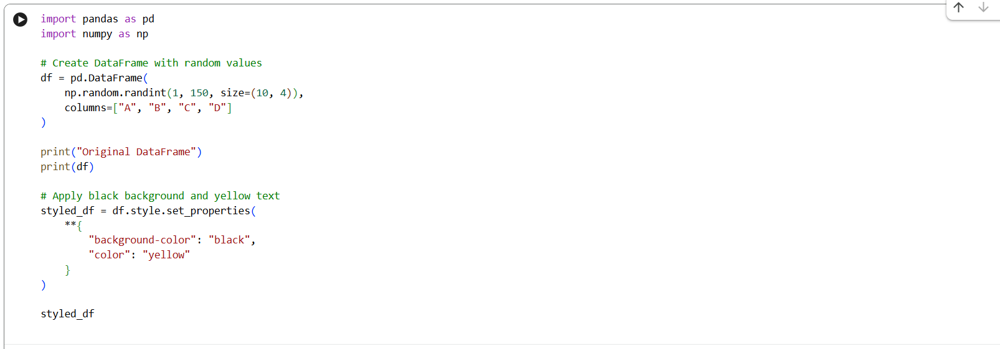 import pandas as pd
import numpy as np
# Create DataFrame with random values
df = pd.DataFrame(
    np.random.randint(1, 150, size=(10, 4)),
    columns=["A", "B", "C", "D"]
)
print("Original DataFrame")
print(df)
# Apply black background and yellow text
styled_df = df.style.set_properties(
    **{
        "background-color": "black",
        "color": "yellow"
    }
)
styled_df